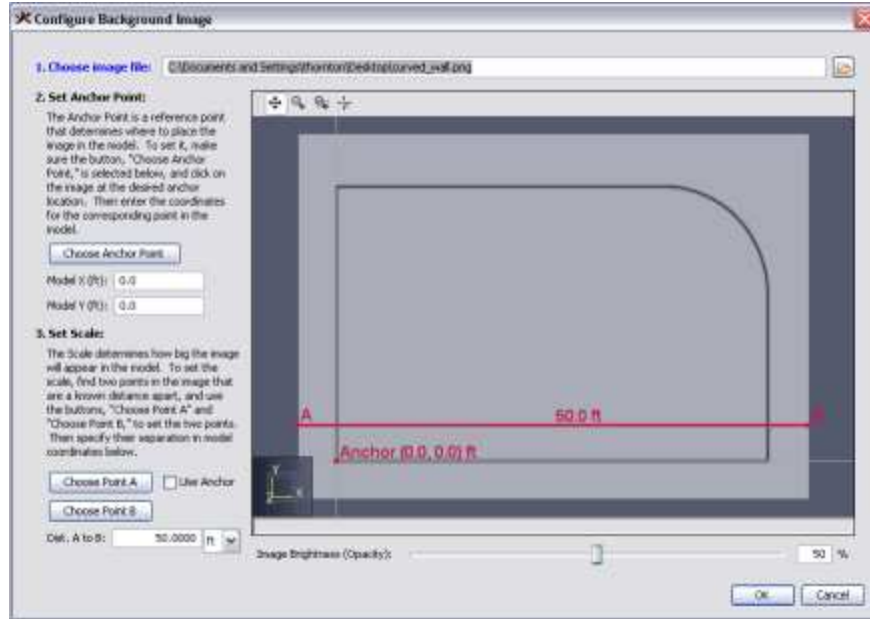 Configure Background Image
1. Choose image file: C:\Documents and Settings\thornton\Desktop\curved_wall.png
2. Set Anchor Point:
The Anchor Point is a reference point
that determines where to place the
image in the model. To set it, make
sure the button, "Choose Anchor
Point," is selected below, and click on
the image at the desired anchor
location. Then enter the coordinates
for the corresponding point in the
model.
Choose Anchor Point
Model X (ft): 0.0
Model Y (ft): 0.0
3. Set Scale:
The Scale determines how big the image
will appear in the model. To set the
scale, find two points in the image that
are a known distance apart, and use
the buttons, "Choose Point A" and
"Choose Point B," to set the two points.
Then specify their separation in model
coordinates below.
Choose Point A Use Anchor
Choose Point B
Dist. A to B: 50.0000 ft
A 50.0 ft B
Anchor (0.0, 0.0) ft
Y
X
Image Brightness (Opacity): 50 %
OK Cancel